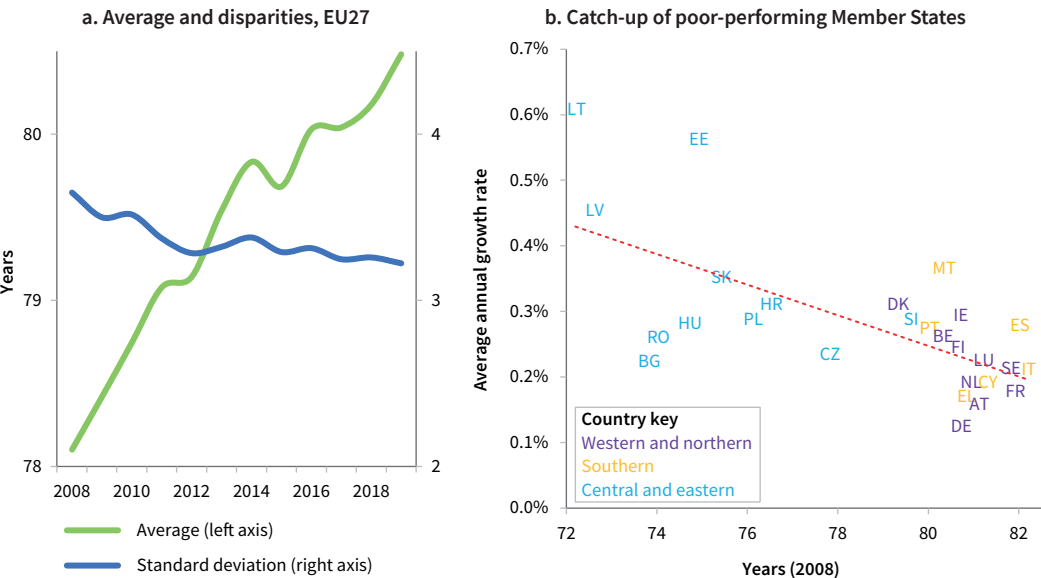 a. Average and disparities, EU27
80
79
78
Years
4
3
2
2008 2010 2012 2014 2016 2018
Average (left axis)
Standard deviation (right axis)
b. Catch-up of poor-performing Member States
Average annual growth rate
0.7%
0.6%
0.5%
0.4%
0.3%
0.2%
0.1%
0.0%
LT
EE
LV
SK
MT
HR
DK
PL
SI
IE
HU
PT
ES
RO
BE
FI
BG
CZ
LU
SE
IT
NL
CY
FR
EL
AT
DE
Country key
Western and northern
Southern
Central and eastern
72 74 76 78 80 82
Years (2008)